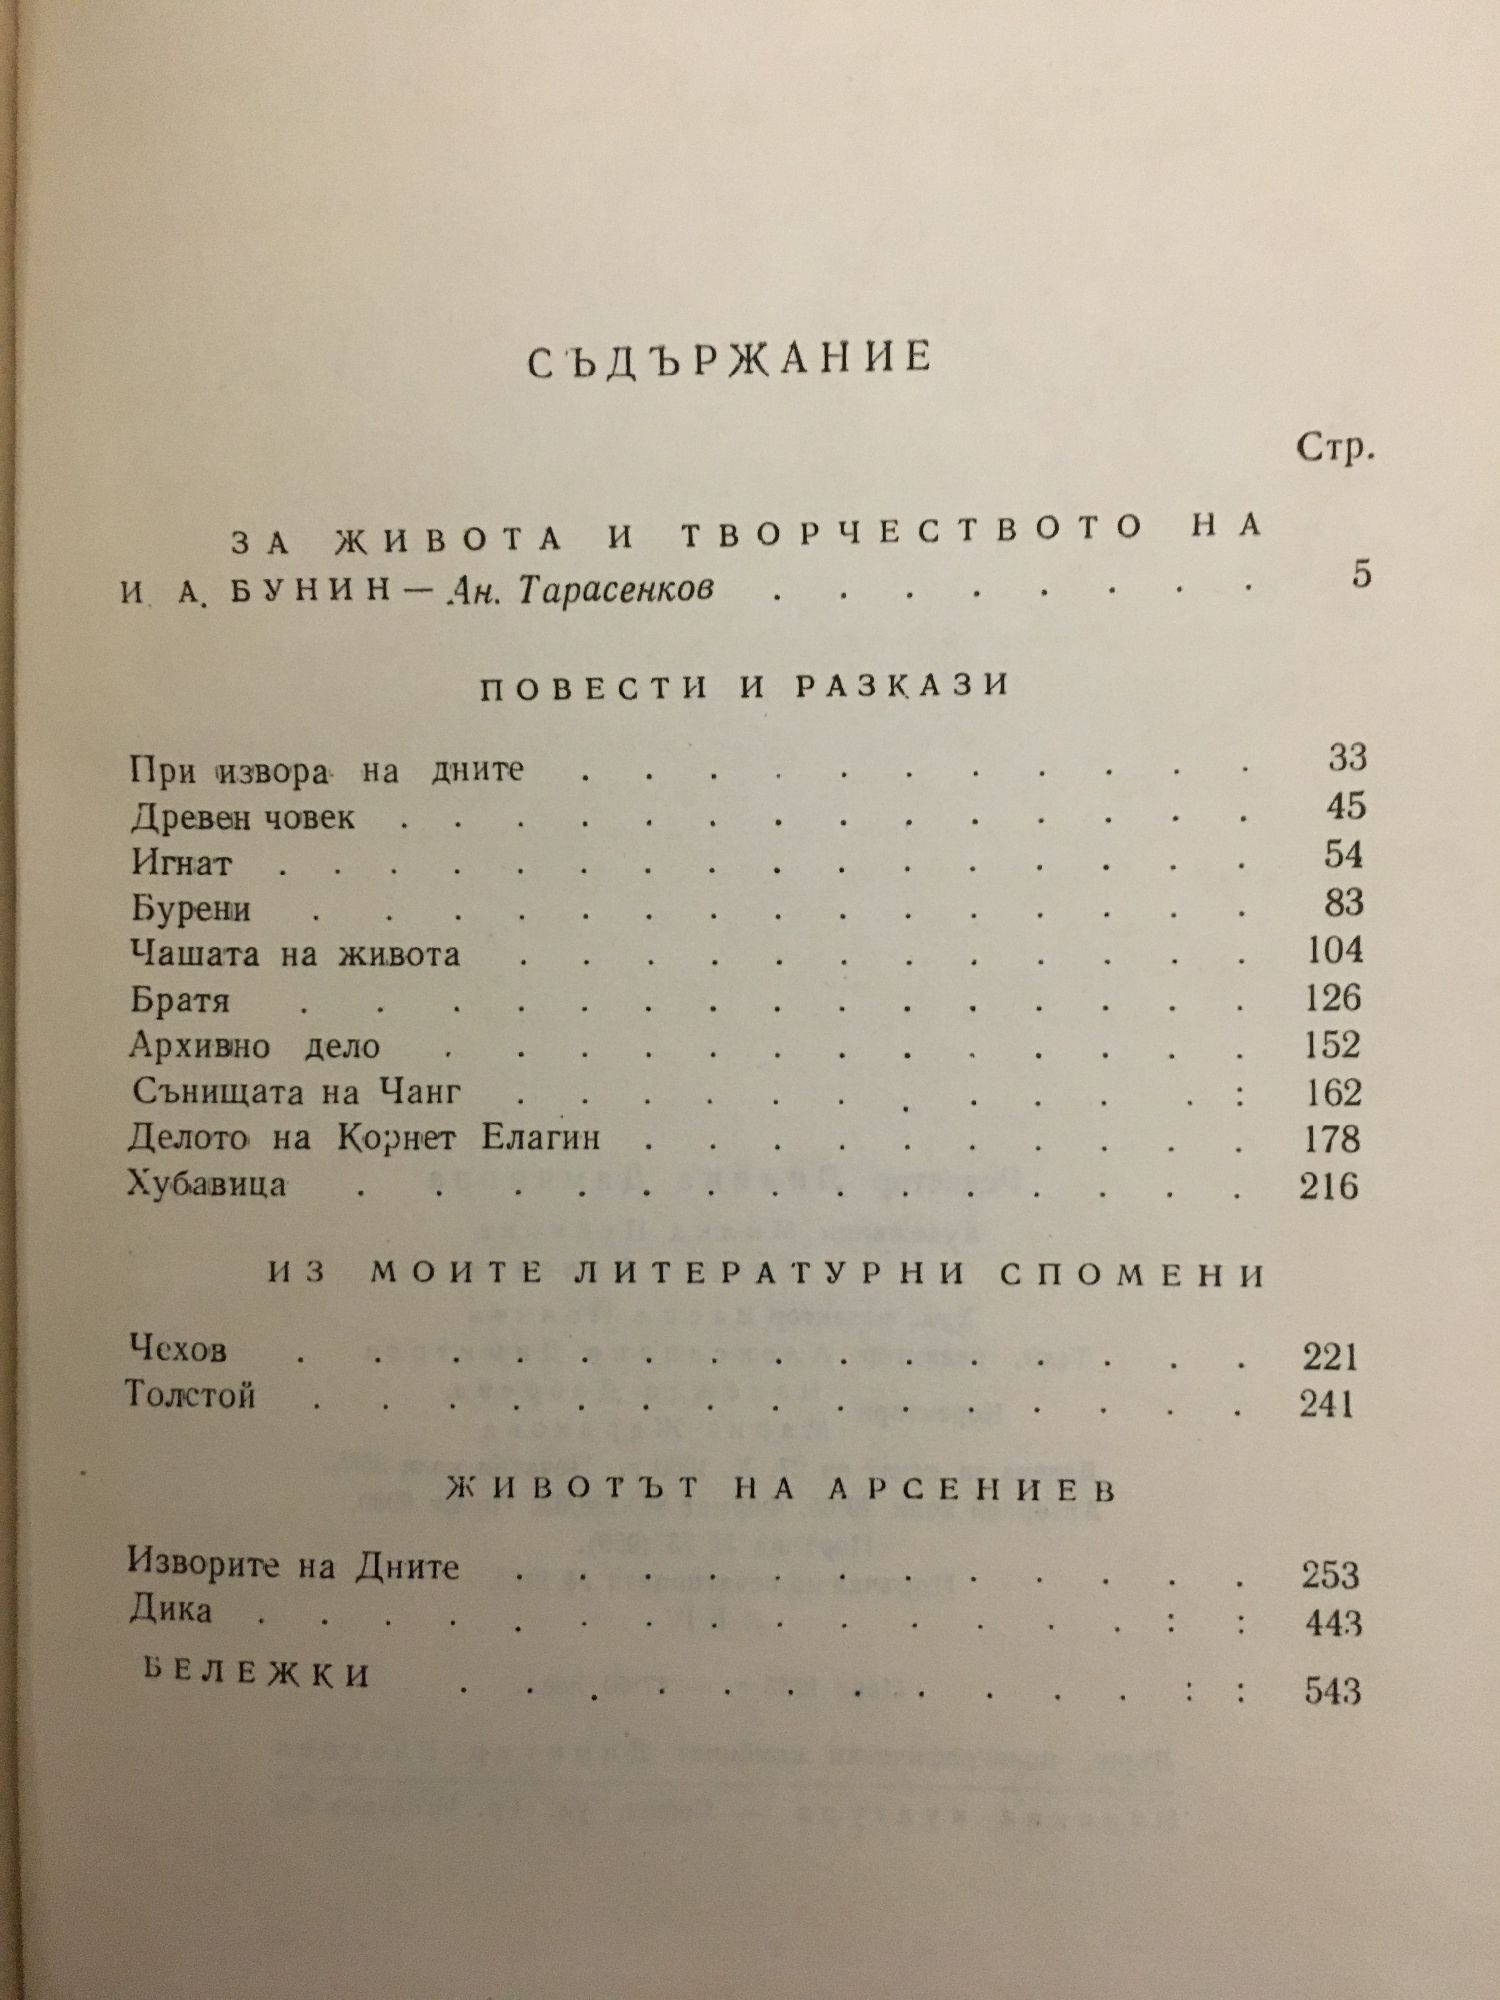 СЪДЪРЖАНИЕ
Стр.
ЗА ЖИВОТА И ТВОРЧЕСТВОТО НА
И. А. БУНИН — Ан. Тарасенков . . . . . . . . 5
ПОВЕСТИ И РАЗКАЗИ
При извора на дните . . . . . . . . . . . 33
Древен човек . . . . . . . . . . . . . . 45
Игнат . . . . . . . . . . . . . . . . 54
Бурени . . . . . . . . . . . . . . . 83
Чашата на живота . . . . . . . . . . . . 104
Братя . . . . . . . . . . . . . . . 126
Архивно дело . . . . . . . . . . . . . 152
Сънищата на Чанг . . . . . . . . . . . : 162
Делото на Корнет Елагин . . . . . . . . . . 178
Хубавица . . . . . . . . . . . . . . 216
ИЗ МОИТЕ ЛИТЕРАТУРНИ СПОМЕНИ
Чехов . . . . . . . . . . . . . . . 221
Толстой . . . . . . . . . . . . . . . 241
ЖИВОТЪТ НА АРСЕНИЕВ
Изворите на Дните . . . . . . . . . . . . 253
Дика . . . . . . . . . . . . . . : : 443
БЕЛЕЖКИ . . . . . . . . . . . : : 543